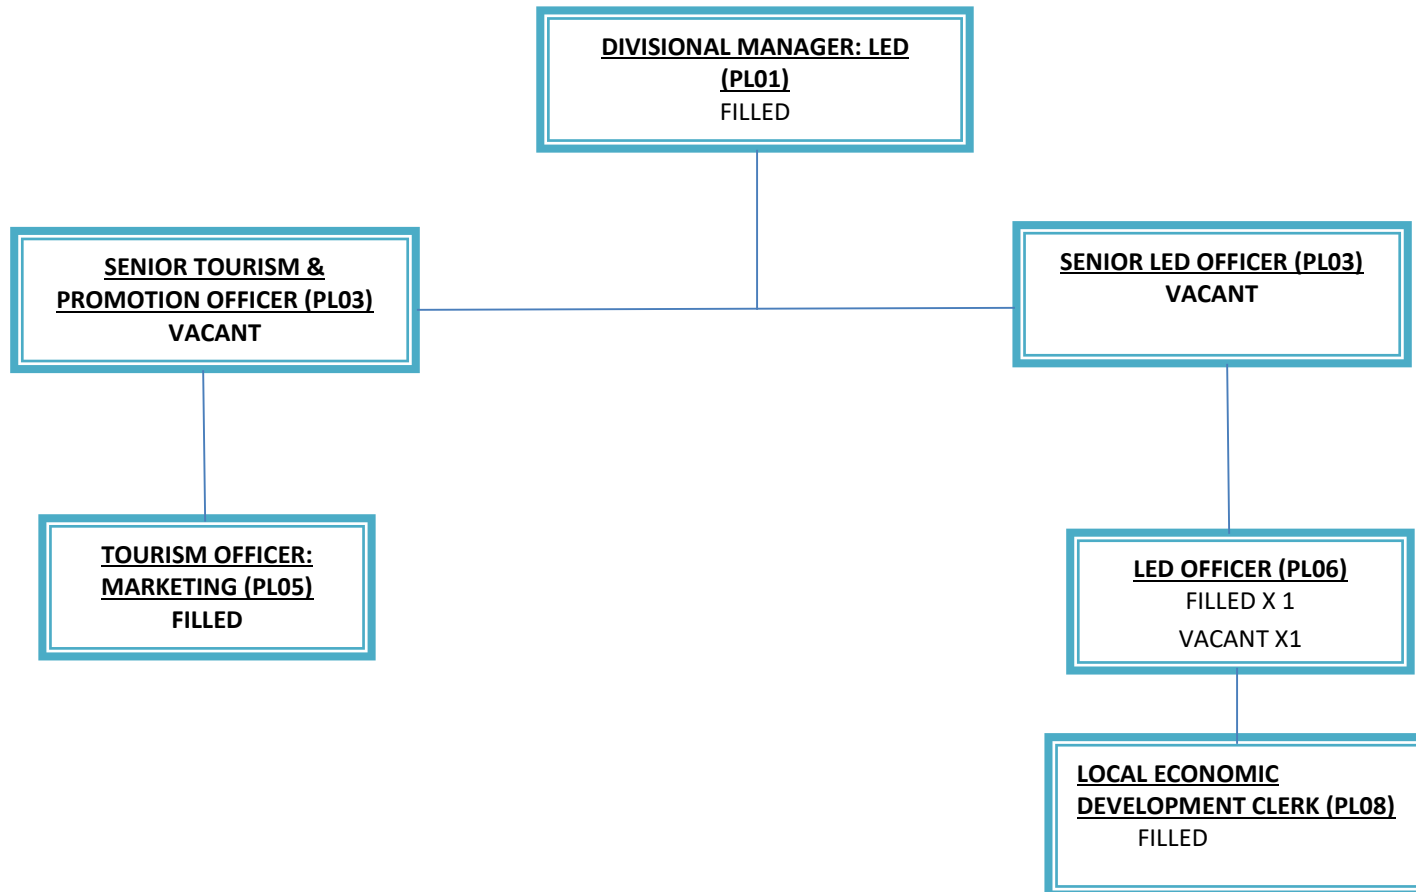 DIVISIONAL MANAGER: LED
(PL01)
FILLED
SENIOR TOURISM &
PROMOTION OFFICER (PL03)
VACANT
SENIOR LED OFFICER (PL03)
VACANT
TOURISM OFFICER:
MARKETING (PL05)
FILLED
LED OFFICER (PL06)
FILLED X 1
VACANT X1
LOCAL ECONOMIC
DEVELOPMENT CLERK (PL08)
FILLED